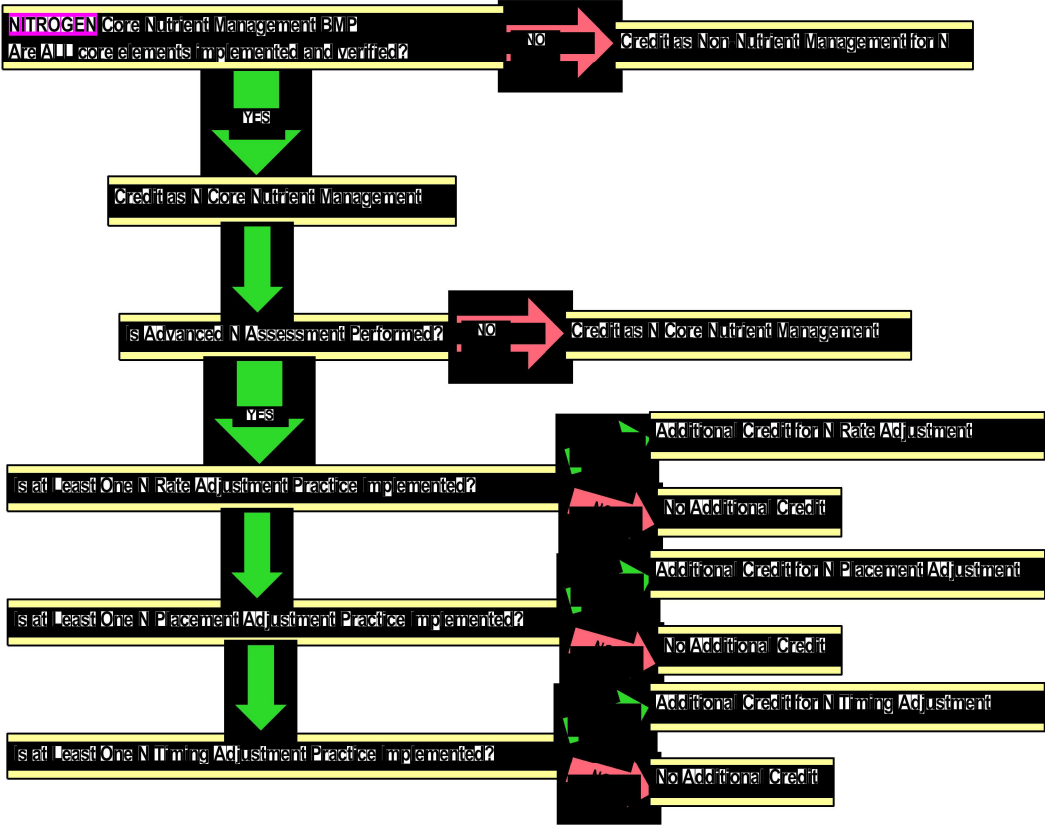 NITROGEN Core Nutrient Management BMP
Are ALL core elements implemented and verified?
NO
Credit as Non-Nutrient Management for N
YES
Credit as N Core Nutrient Management
Is Advanced N Assessment Performed?
NO
Credit as N Core Nutrient Management
YES
Is at Least One N Rate Adjustment Practice Implemented?
Additional Credit for N Rate Adjustment
No Additional Credit
Is at Least One N Placement Adjustment Practice Implemented?
Additional Credit for N Placement Adjustment
No Additional Credit
Is at Least One N Timing Adjustment Practice Implemented?
Additional Credit for N Timing Adjustment
No Additional Credit